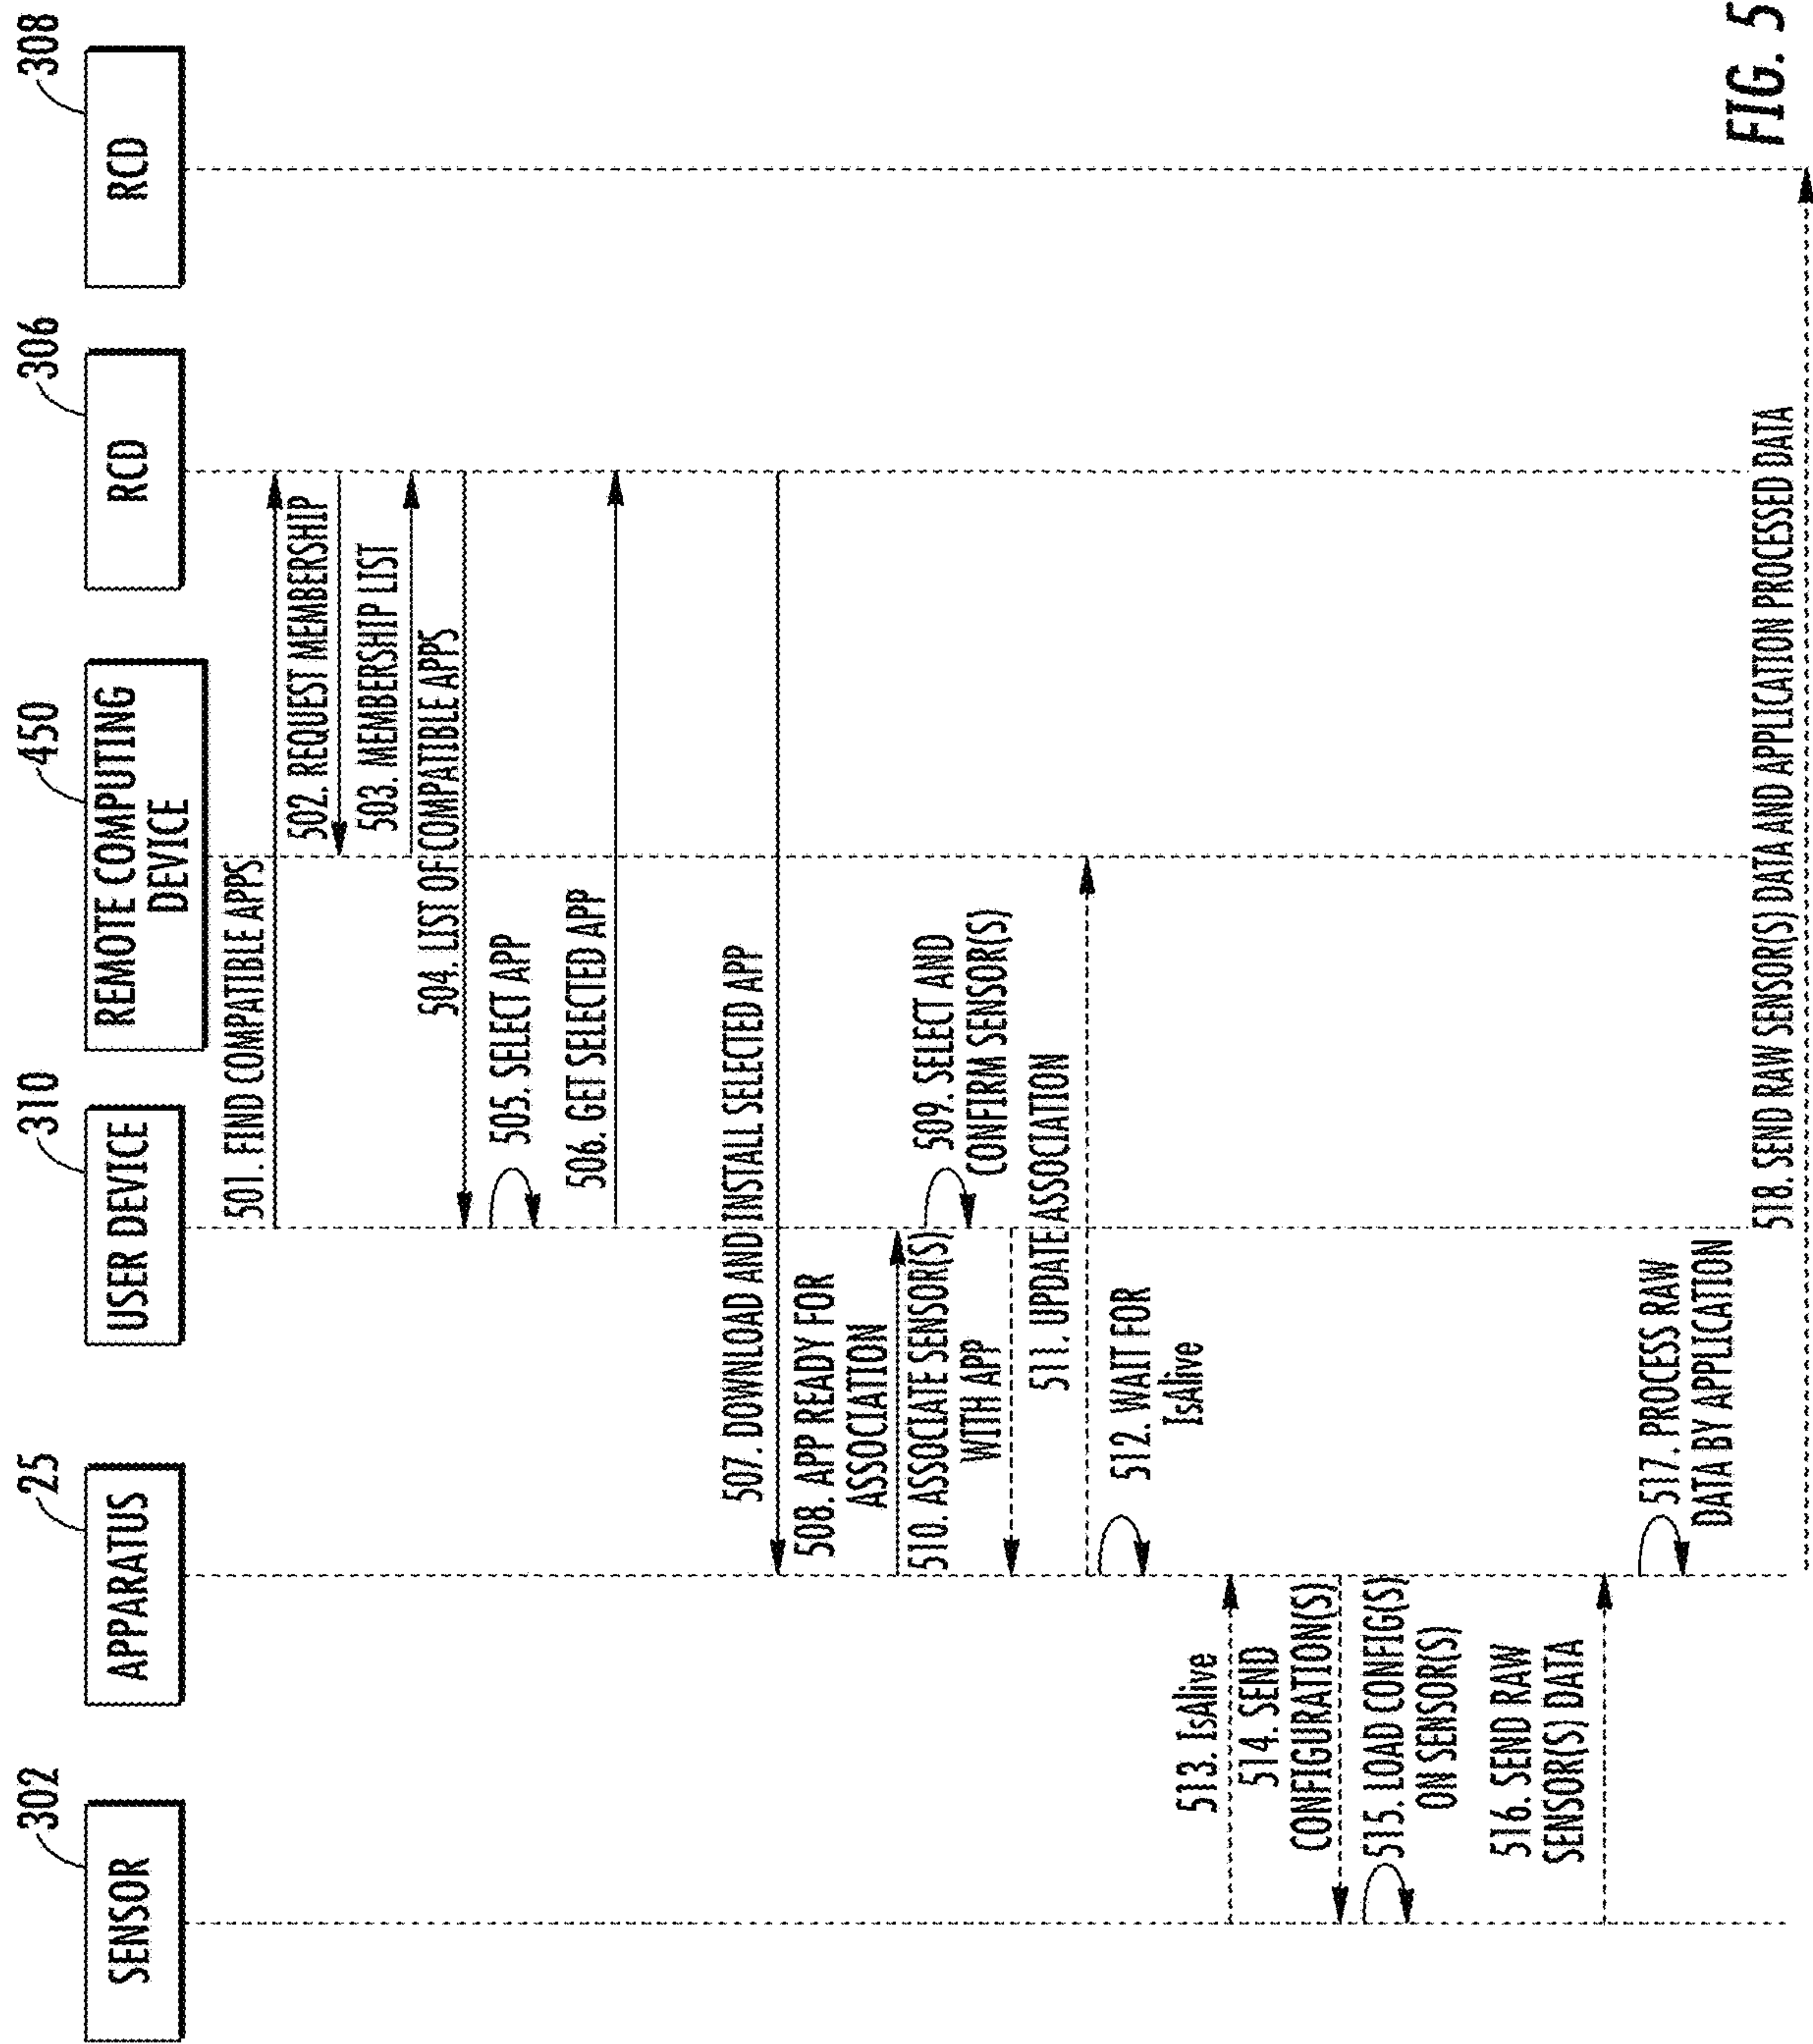 302
SENSOR
25
APPARATUS
310
USER DEVICE
450
REMOTE COMPUTING
DEVICE
306
RCD
308
RCD
501. FIND COMPATIBLE APPS
502. REQUEST MEMBERSHIP
503. MEMBERSHIP LIST
504. LIST OF COMPATIBLE APPS
505. SELECT APP
506. GET SELECTED APP
507. DOWNLOAD AND INSTALL SELECTED APP
508. APP READY FOR
ASSOCIATION
509. SELECT AND
CONFIRM SENSOR(S)
510. ASSOCIATE SENSOR(S)
WITH APP
511. UPDATE ASSOCIATION
512. WAIT FOR
IsAlive
513. IsAlive
514. SEND
CONFIGURATION(S)
515. LOAD CONFIG(S)
ON SENSOR(S)
516. SEND RAW
SENSOR(S) DATA
517. PROCESS RAW
DATA BY APPLICATION
518. SEND RAW SENSOR(S) DATA AND APPLICATION PROCESSED DATA
FIG. 5